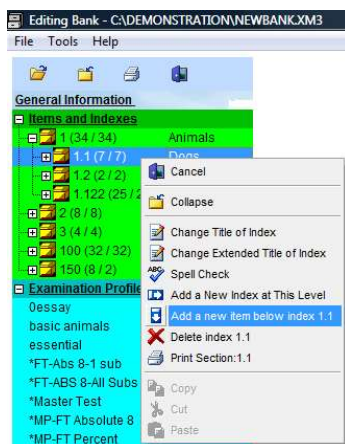 Editing Bank - C:\DEMONSTRATION\NEWBANK.XM3
File Tools Help
General Information
Items and Indexes
1 (34 / 34) Animals
1.1 (7 / 7) Dogs
1.2 (2 / 2)
1.122 (25 / 2
2 (8 / 8)
3 (4 / 4)
100 (32 / 32)
150 (8 / 2)
Examination Profile
0essay
basic animals
essential
*FT-Abs 8-1 sub
*FT-ABS 8-All Subs
*Master Test
*MP-FT Absolute 8
*MP-FT Percent
Cancel
Collapse
Change Title of Index
Change Extended Title of Index
ABC
Spell Check
Add a New Index at This Level
Add a new item below index 1.1
Delete index 1.1
Print Section:1.1
Copy
Cut
Paste